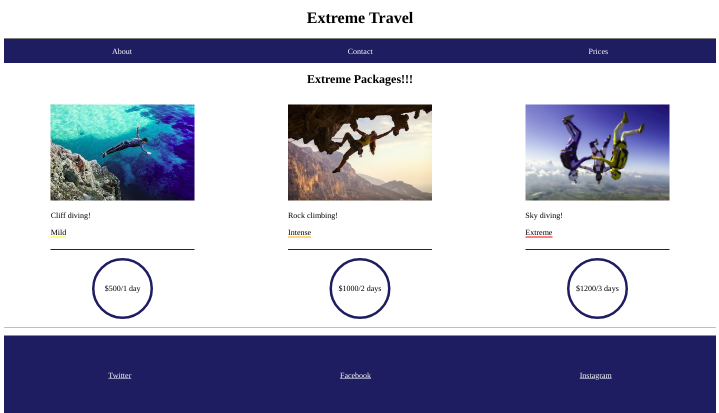 Extreme Travel
About Contact Prices
Extreme Packages!!!
Cliff diving!
Mild
$500/1 day
Rock climbing!
Intense
$1000/2 days
Sky diving!
Extreme
$1200/3 days
Twitter Facebook Instagram